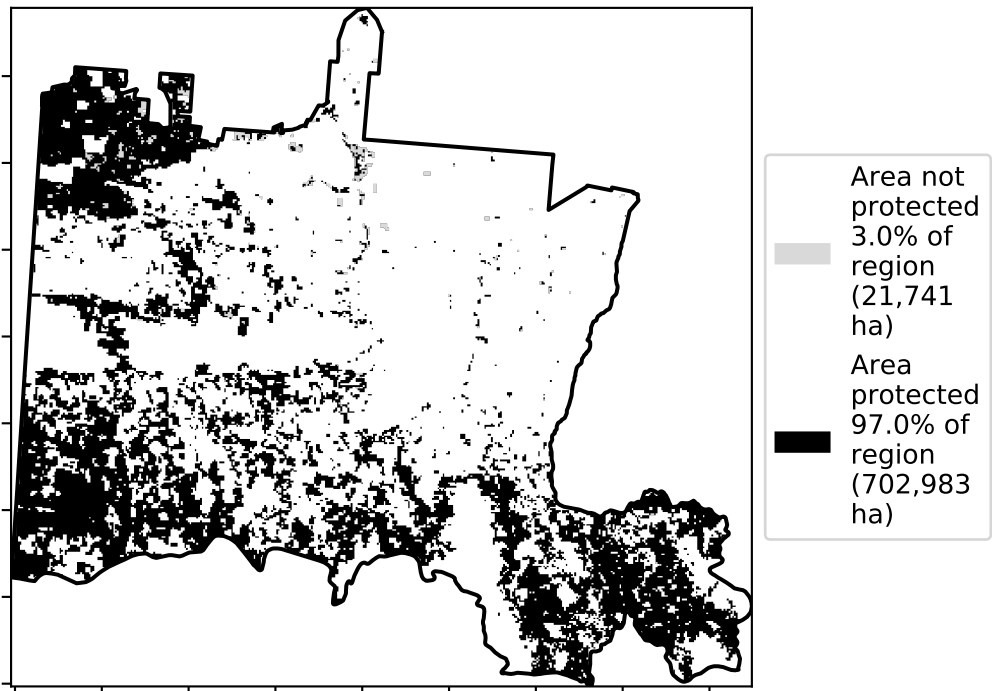 Area not
protected
3.0% of
region
(21,741
ha)
Area
protected
97.0% of
region
(702,983
ha)